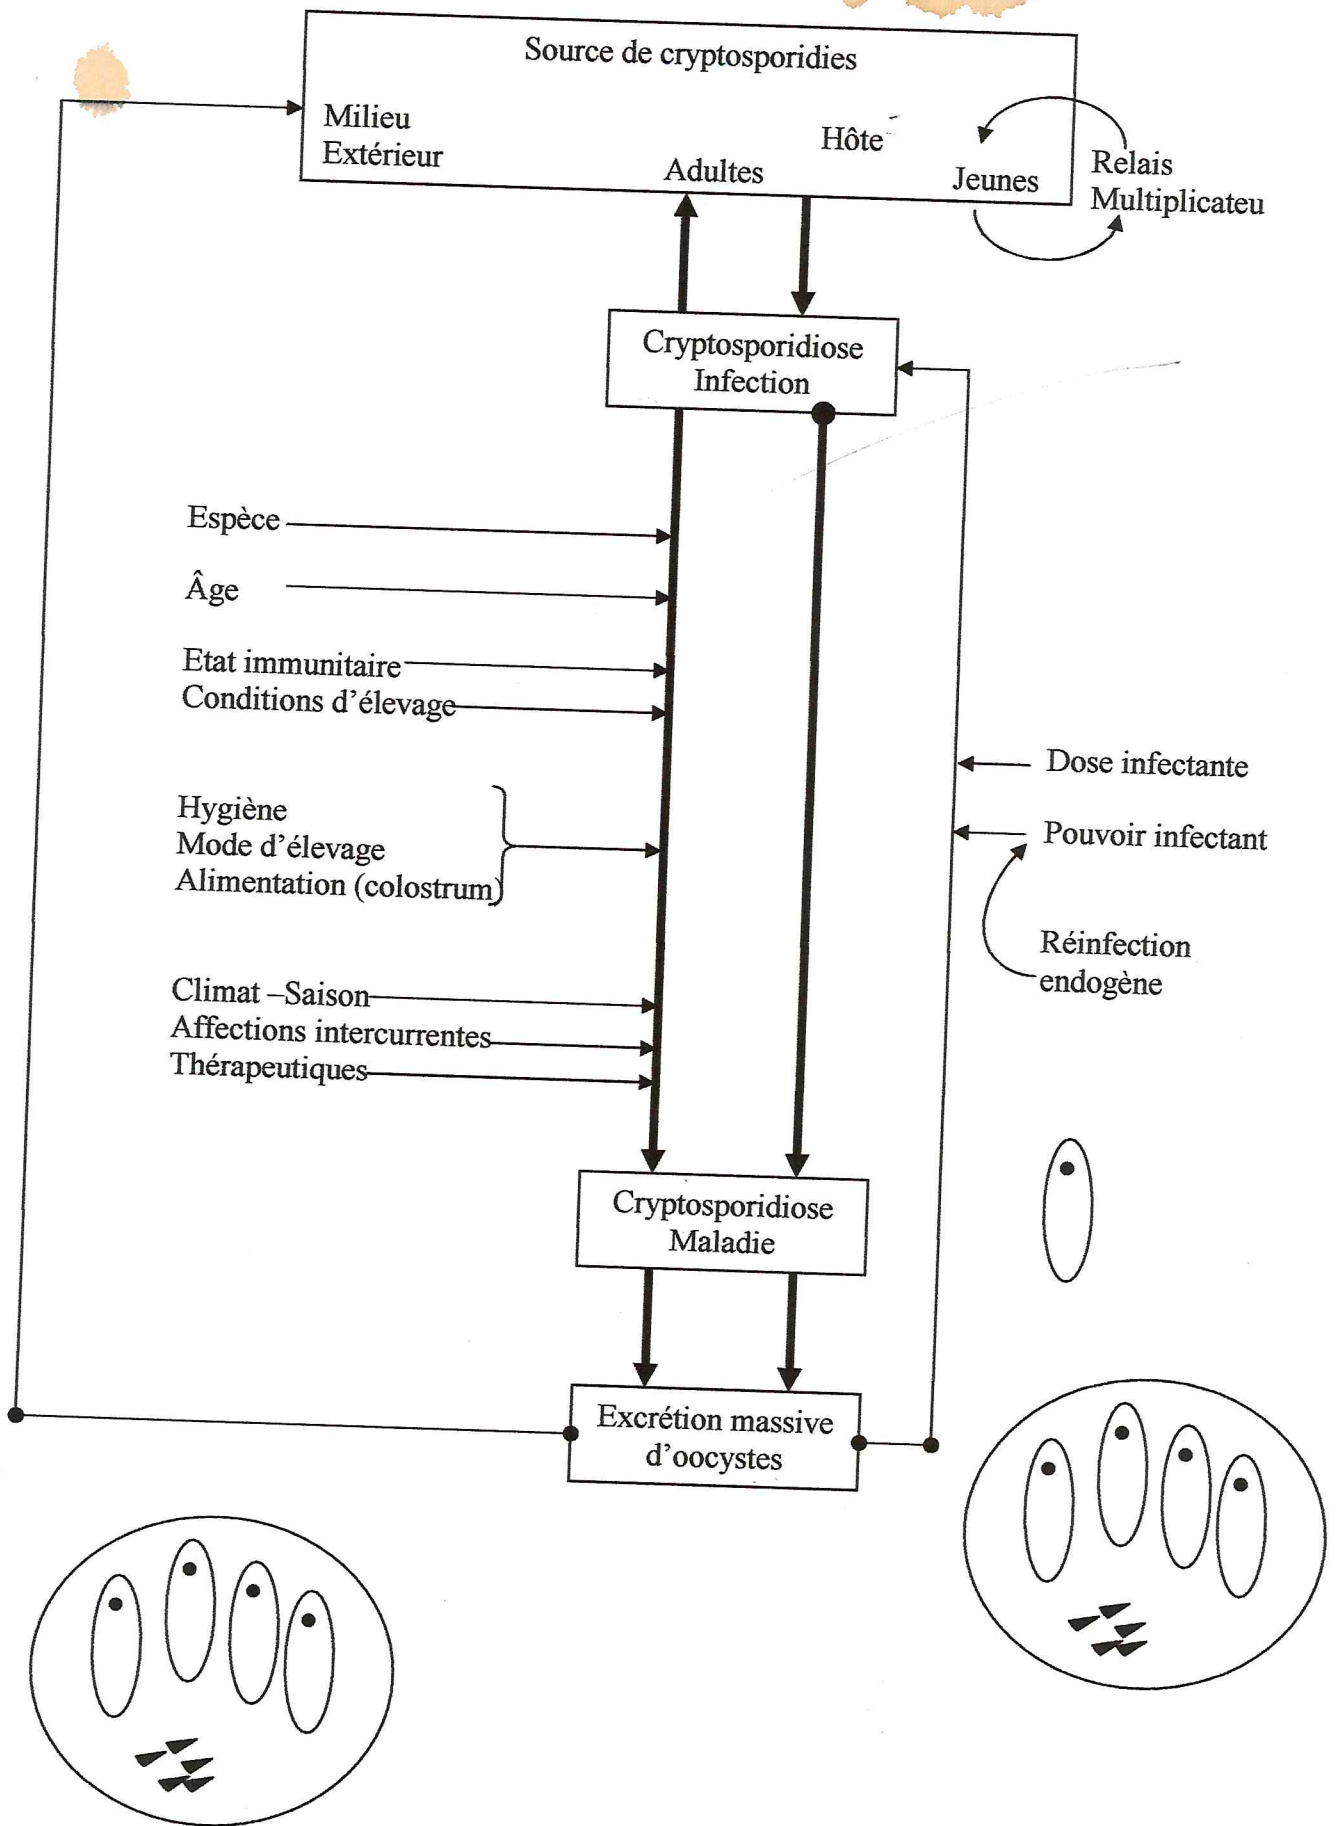 Source de cryptosporidies
Milieu
Extérieur
Adultes
Hôte
Jeunes
Relais
Multiplicateu
Cryptosporidiose
Infection
Espèce
Âge
Etat immunitaire
Conditions d'élevage
Hygiène
Mode d'élevage
Alimentation (colostrum)
Climat –Saison
Affections intercurrentes
Thérapeutiques
Dose infectante
Pouvoir infectant
Réinfection
endogène
Cryptosporidiose
Maladie
Excrétion massive
d'oocystes